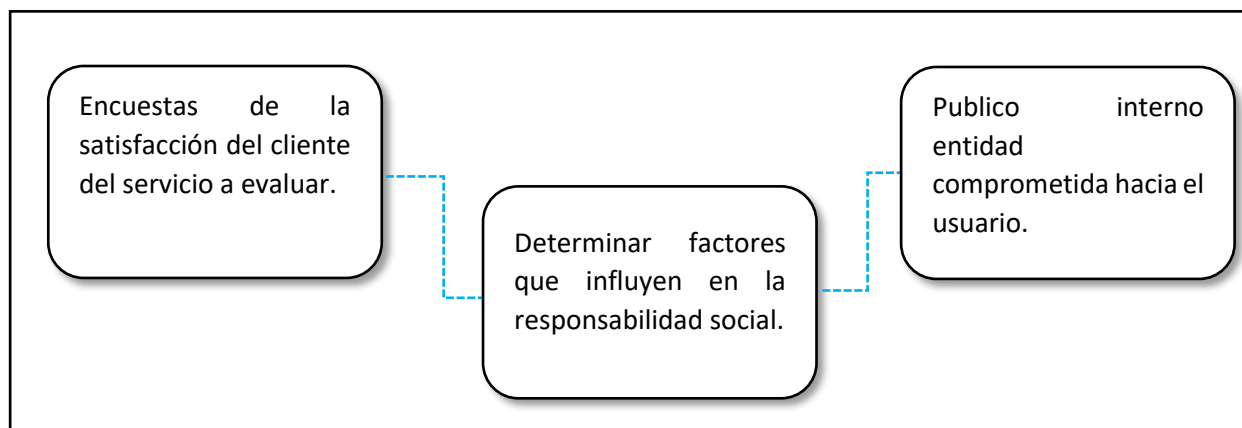 Encuestas de la
satisfacción del cliente
del servicio a evaluar.
Determinar factores
que influyen en la
responsabilidad social.
Publico interno
entidad
comprometida hacia el
usuario.